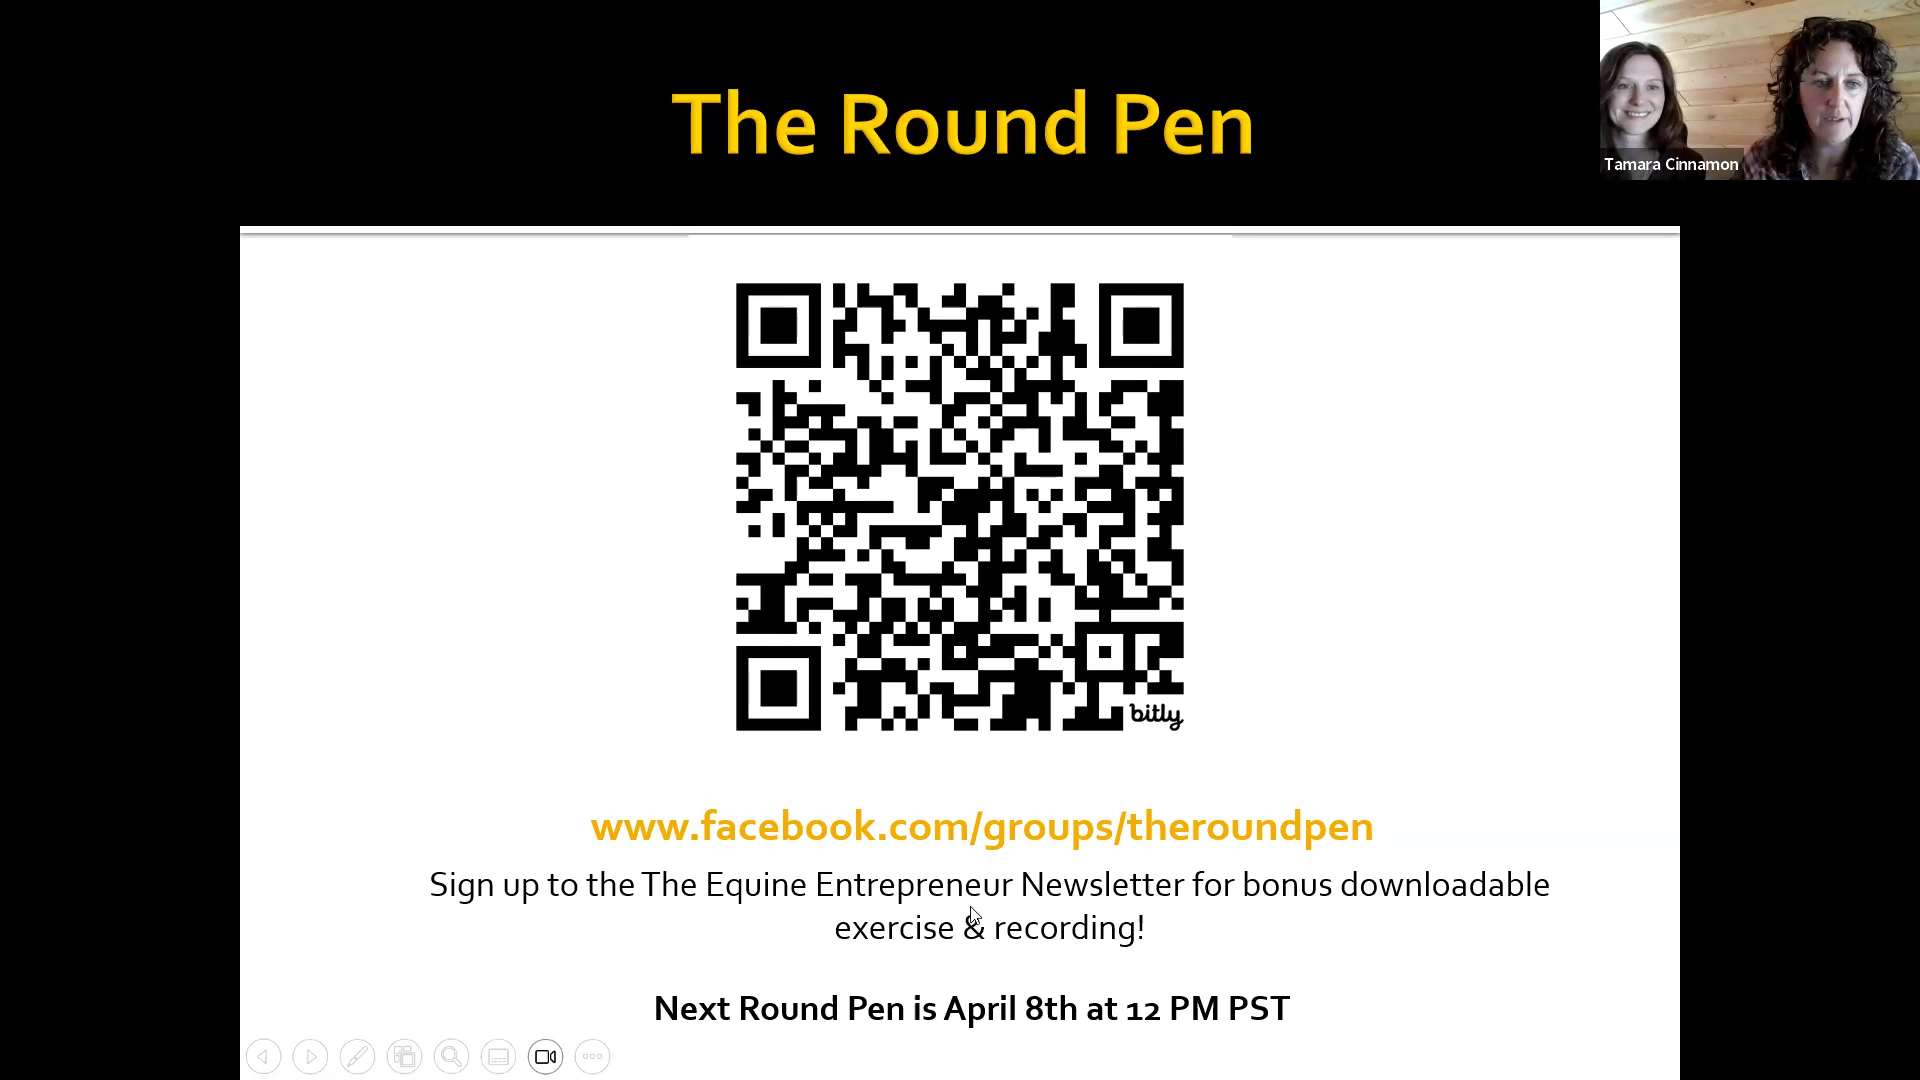 The Round Pen
Tamara Cinnamon
bitly
www.facebook.com/groups/theroundpen
Sign up to the The Equine Entrepreneur Newsletter for bonus downloadable
exercise & recording!
Next Round Pen is April 8th at 12 PM PST